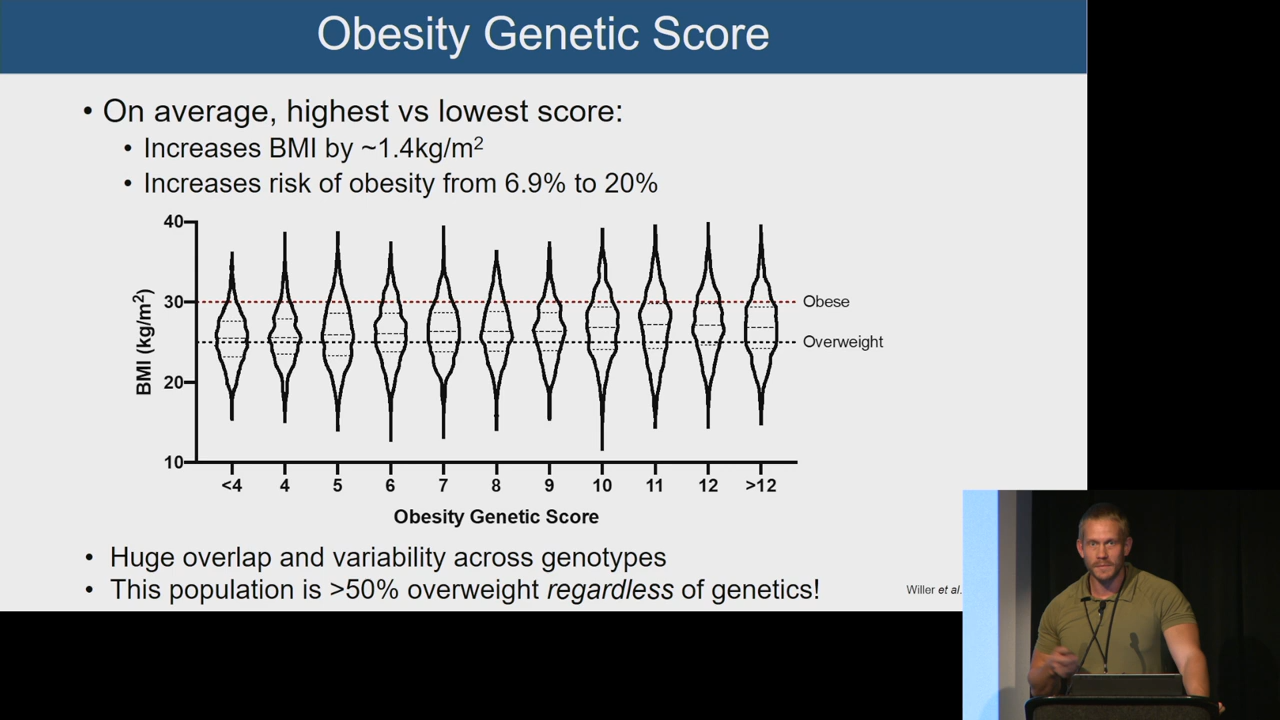 Obesity Genetic Score
• On average, highest vs lowest score:
• Increases BMI by ~1.4kg/m²
• Increases risk of obesity from 6.9% to 20%
40
30
20
10
BMI (kg/m²)
Obese
Overweight
<4 4 5 6 7 8 9 10 11 12 >12
Obesity Genetic Score
• Huge overlap and variability across genotypes
• This population is >50% overweight regardless of genetics!
Willer et al.